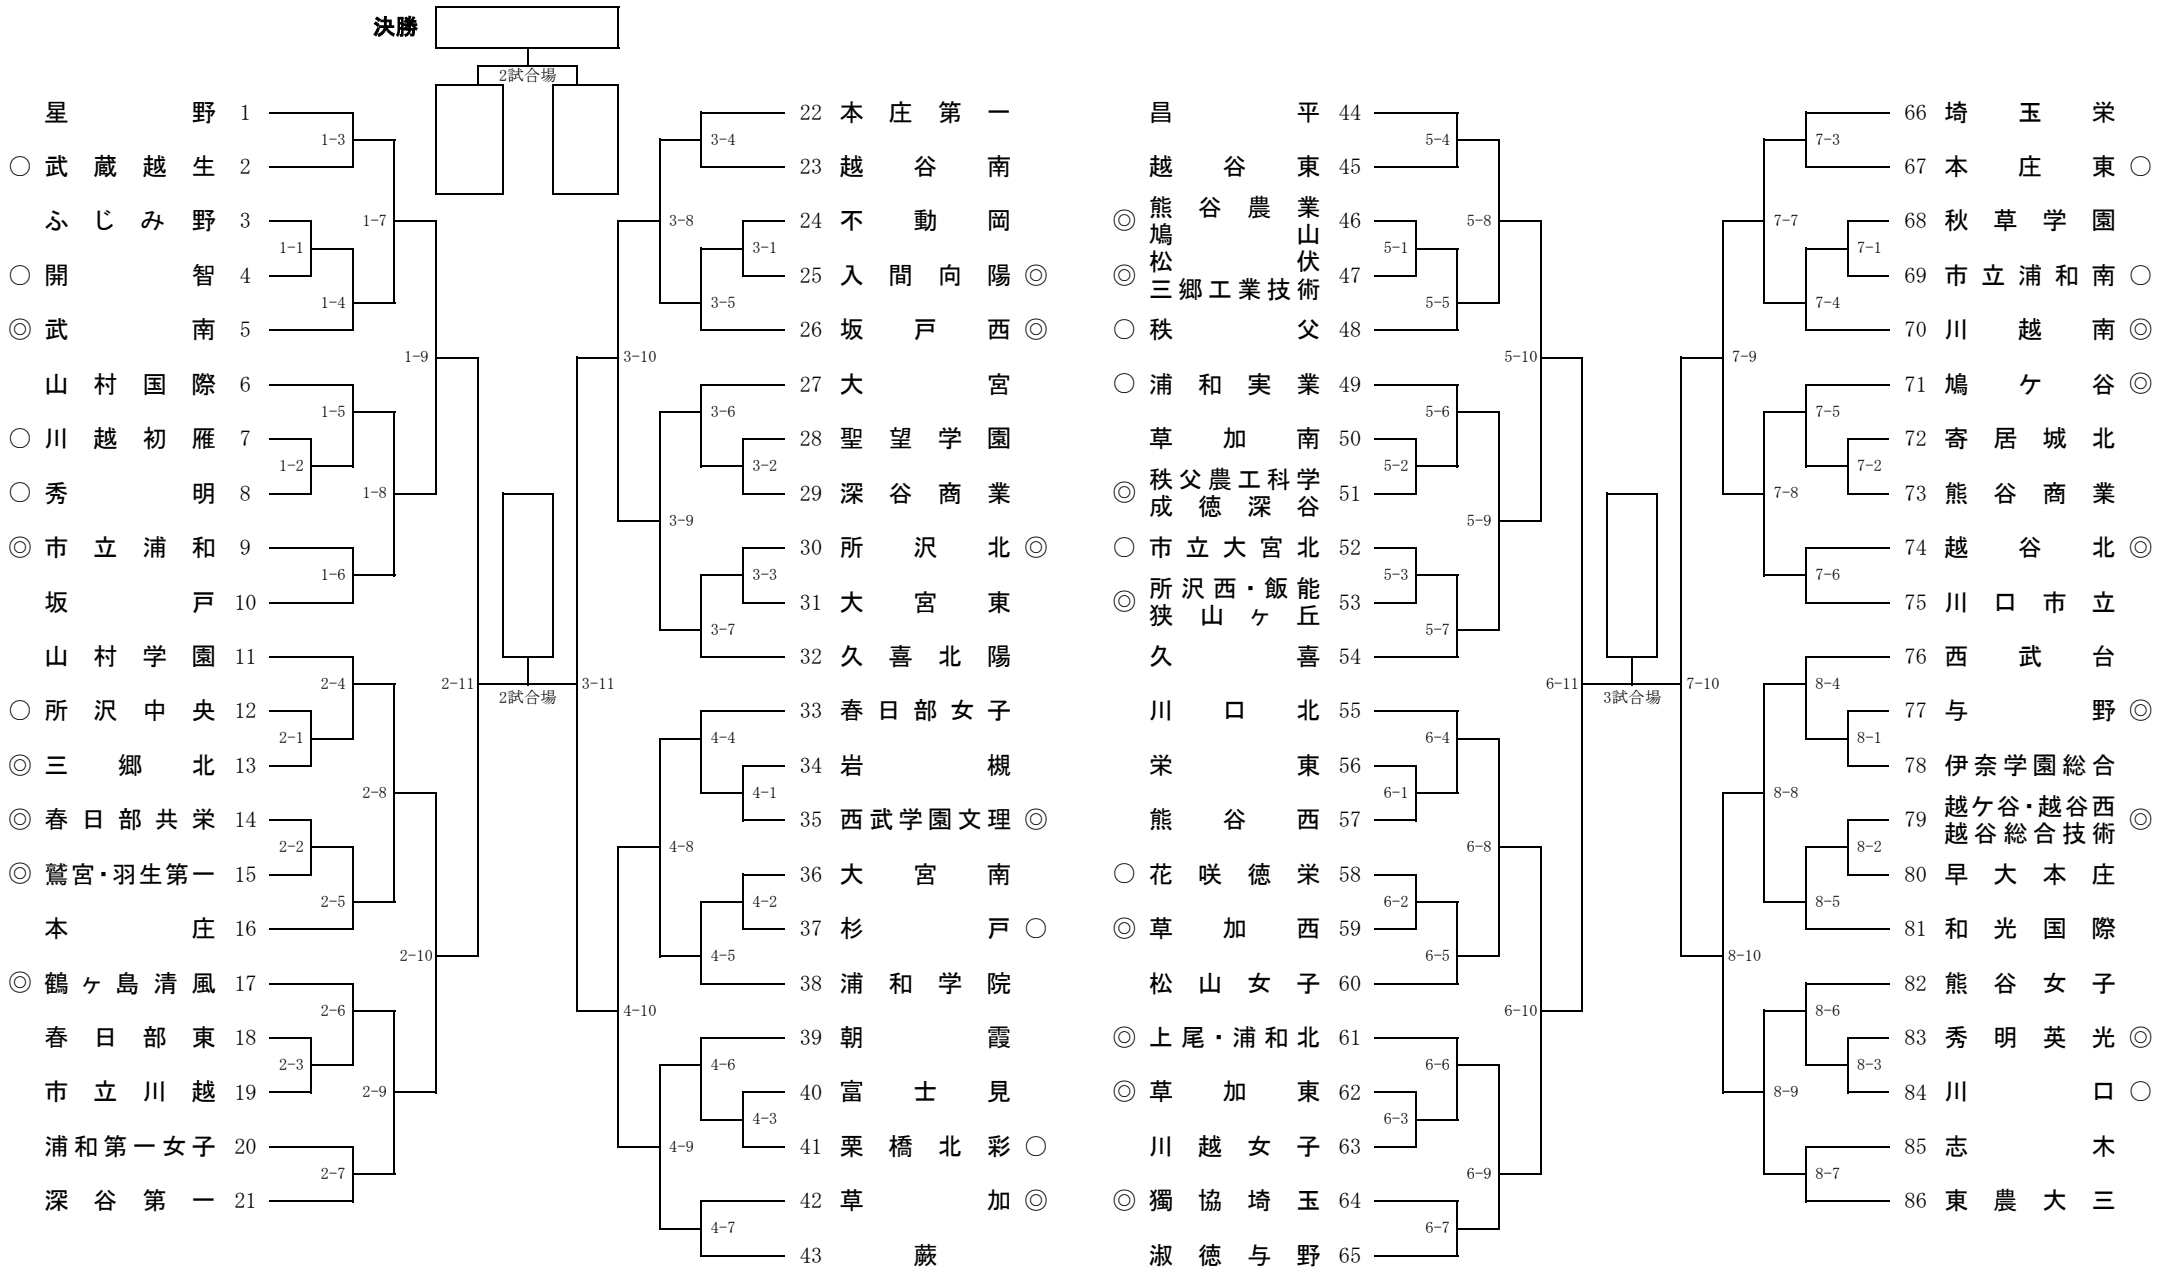 決勝
2試合場
星野 1
1-3
○ 武蔵越生 2
ふじみ野 3
1-7
1-1
○ 開智 4
1-4
◎ 武南 5
1-9
山村国際 6
1-5
○ 川越初雁 7
1-2
○ 秀明 8
1-8
◎ 市立浦和 9
1-6
坂戸 10
山村学園 11
2-4
2-11
○ 所沢中央 12
2-1
◎ 三郷北 13
2-8
◎ 春日部共栄 14
2-2
◎ 鷲宮・羽生第一 15
2-5
本庄 16
2-10
◎ 鶴ヶ島清風 17
2-6
春日部東 18
2-3
市立川越 19
2-9
浦和第一女子 20
2-7
深谷第一 21
2試合場
22 本庄第一
3-4
23 越谷南
24 不動岡
3-8
3-1
25 入間向陽 ◎
3-5
26 坂戸西 ◎
3-10
27 大宮
3-6
28 聖望学園
3-2
29 深谷商業
3-9
30 所沢北 ◎
3-3
31 大宮東
3-7
32 久喜北陽
3-11
33 春日部女子
4-4
34 岩槻
4-1
35 西武学園文理 ◎
4-8
36 大宮南
4-2
37 杉戸 ○
4-5
38 浦和学院
4-10
39 朝霞
4-6
40 富士見
4-3
41 栗橋北彩 ○
4-9
42 草加 ◎
4-7
43 蕨
昌平 44
5-4
越谷東 45
熊谷農業
◎ 46
鳩山
5-8
5-1
松伏
◎ 47
三郷工業技術
5-5
○ 秩父 48
5-10
○ 浦和実業 49
5-6
草加南 50
5-2
秩父農工科学
◎ 51
成徳深谷
5-9
○ 市立大宮北 52
5-3
所沢西・飯能
◎ 53
狭山ヶ丘
5-7
久喜 54
6-11
川口北 55
6-4
栄東 56
6-1
熊谷西 57
6-8
○ 花咲徳栄 58
6-2
◎ 草加西 59
6-5
松山女子 60
6-10
◎ 上尾・浦和北 61
6-6
◎ 草加東 62
6-3
川越女子 63
6-9
◎ 獨協埼玉 64
6-7
淑徳与野 65
3試合場
66 埼玉栄
7-3
67 本庄東 ○
68 秋草学園
7-7
7-1
69 市立浦和南 ○
7-4
70 川越南 ◎
7-9
71 鳩ケ谷 ◎
7-5
72 寄居城北
7-2
73 熊谷商業
7-8
74 越谷北 ◎
7-6
75 川口市立
76 西武台
7-10
8-4
77 与野 ◎
8-1
78 伊奈学園総合
8-8
越ケ谷・越谷西
79 ◎
越谷総合技術
8-2
80 早大本庄
8-5
81 和光国際
8-10
82 熊谷女子
8-6
83 秀明英光 ◎
8-3
84 川口 ○
8-9
85 志木
8-7
86 東農大三